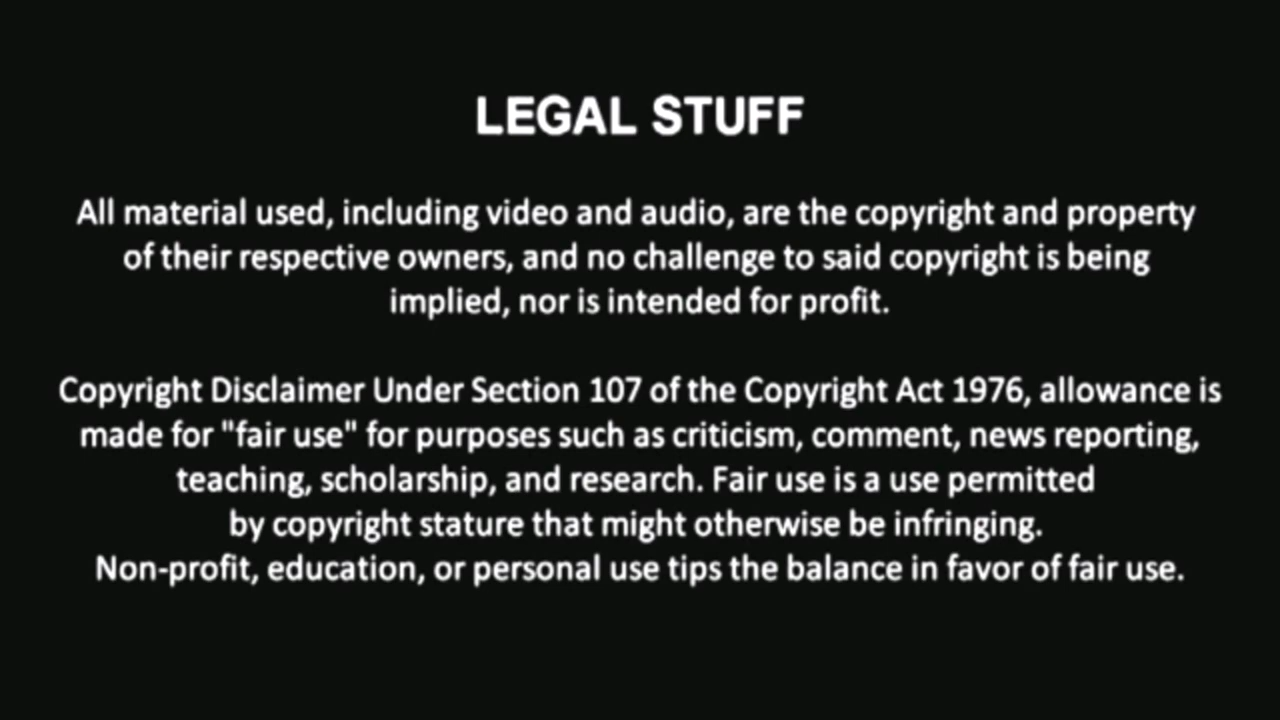 LEGAL STUFF
All material used, including video and audio, are the copyright and property
of their respective owners, and no challenge to said copyright is being
implied, nor is intended for profit.
Copyright Disclaimer Under Section 107 of the Copyright Act 1976, allowance is
made for "fair use" for purposes such as criticism, comment, news reporting,
teaching, scholarship, and research. Fair use is a use permitted
by copyright stature that might otherwise be infringing.
Non-profit, education, or personal use tips the balance in favor of fair use.